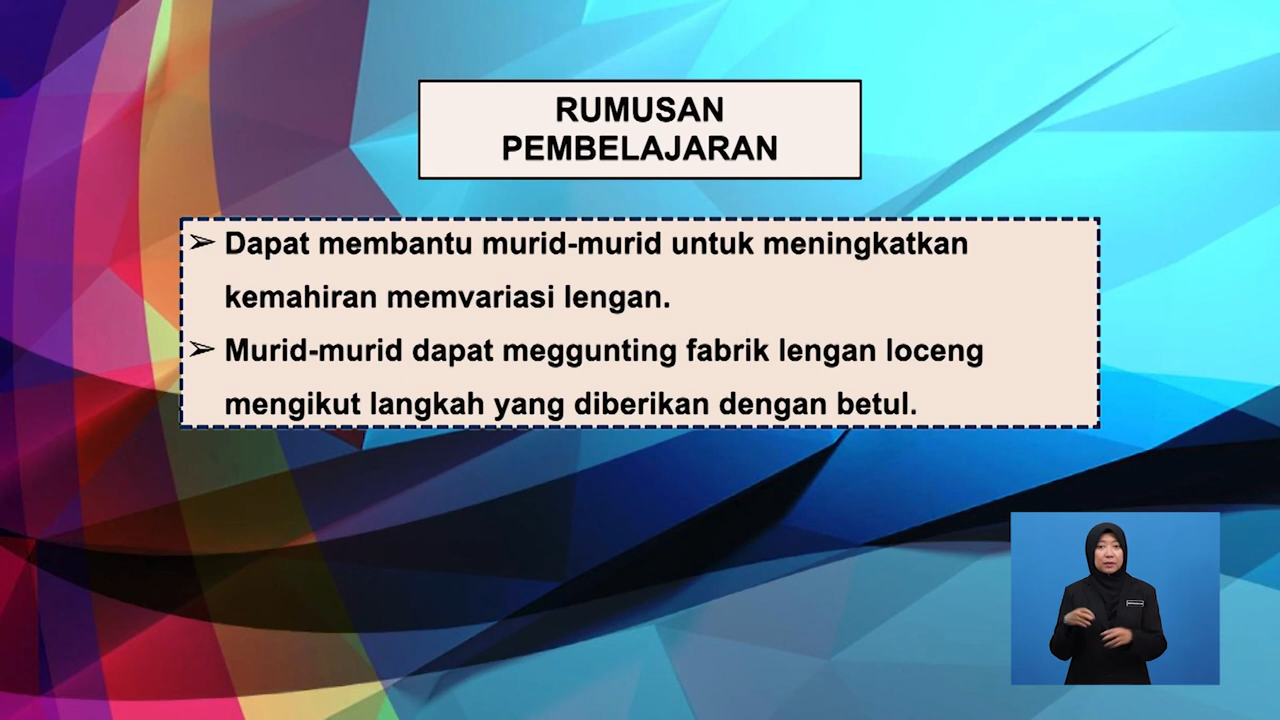 RUMUSAN
PEMBELAJARAN
➢ Dapat membantu murid-murid untuk meningkatkan
kemahiran memvariasi lengan.
➢ Murid-murid dapat meggunting fabrik lengan loceng
mengikut langkah yang diberikan dengan betul.